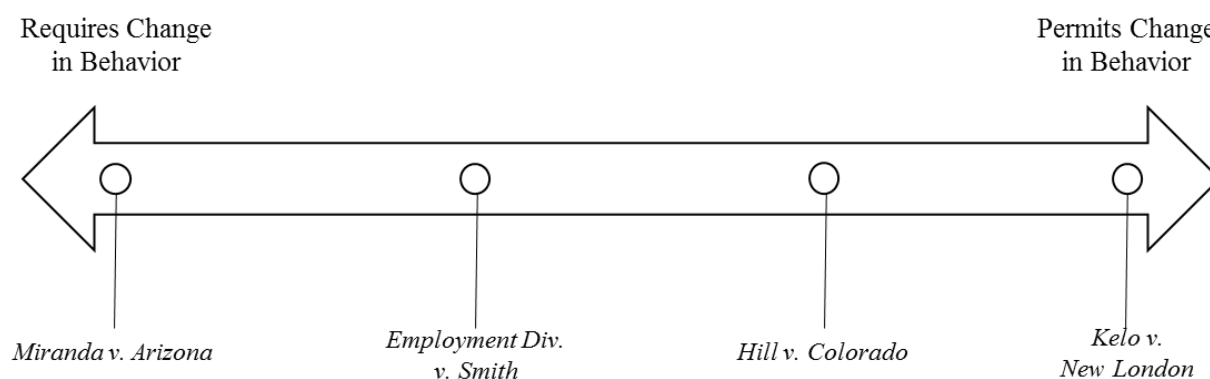 Requires Change
in Behavior
Permits Change
in Behavior
Miranda v. Arizona
Employment Div.
v. Smith
Hill v. Colorado
Kelo v.
New London